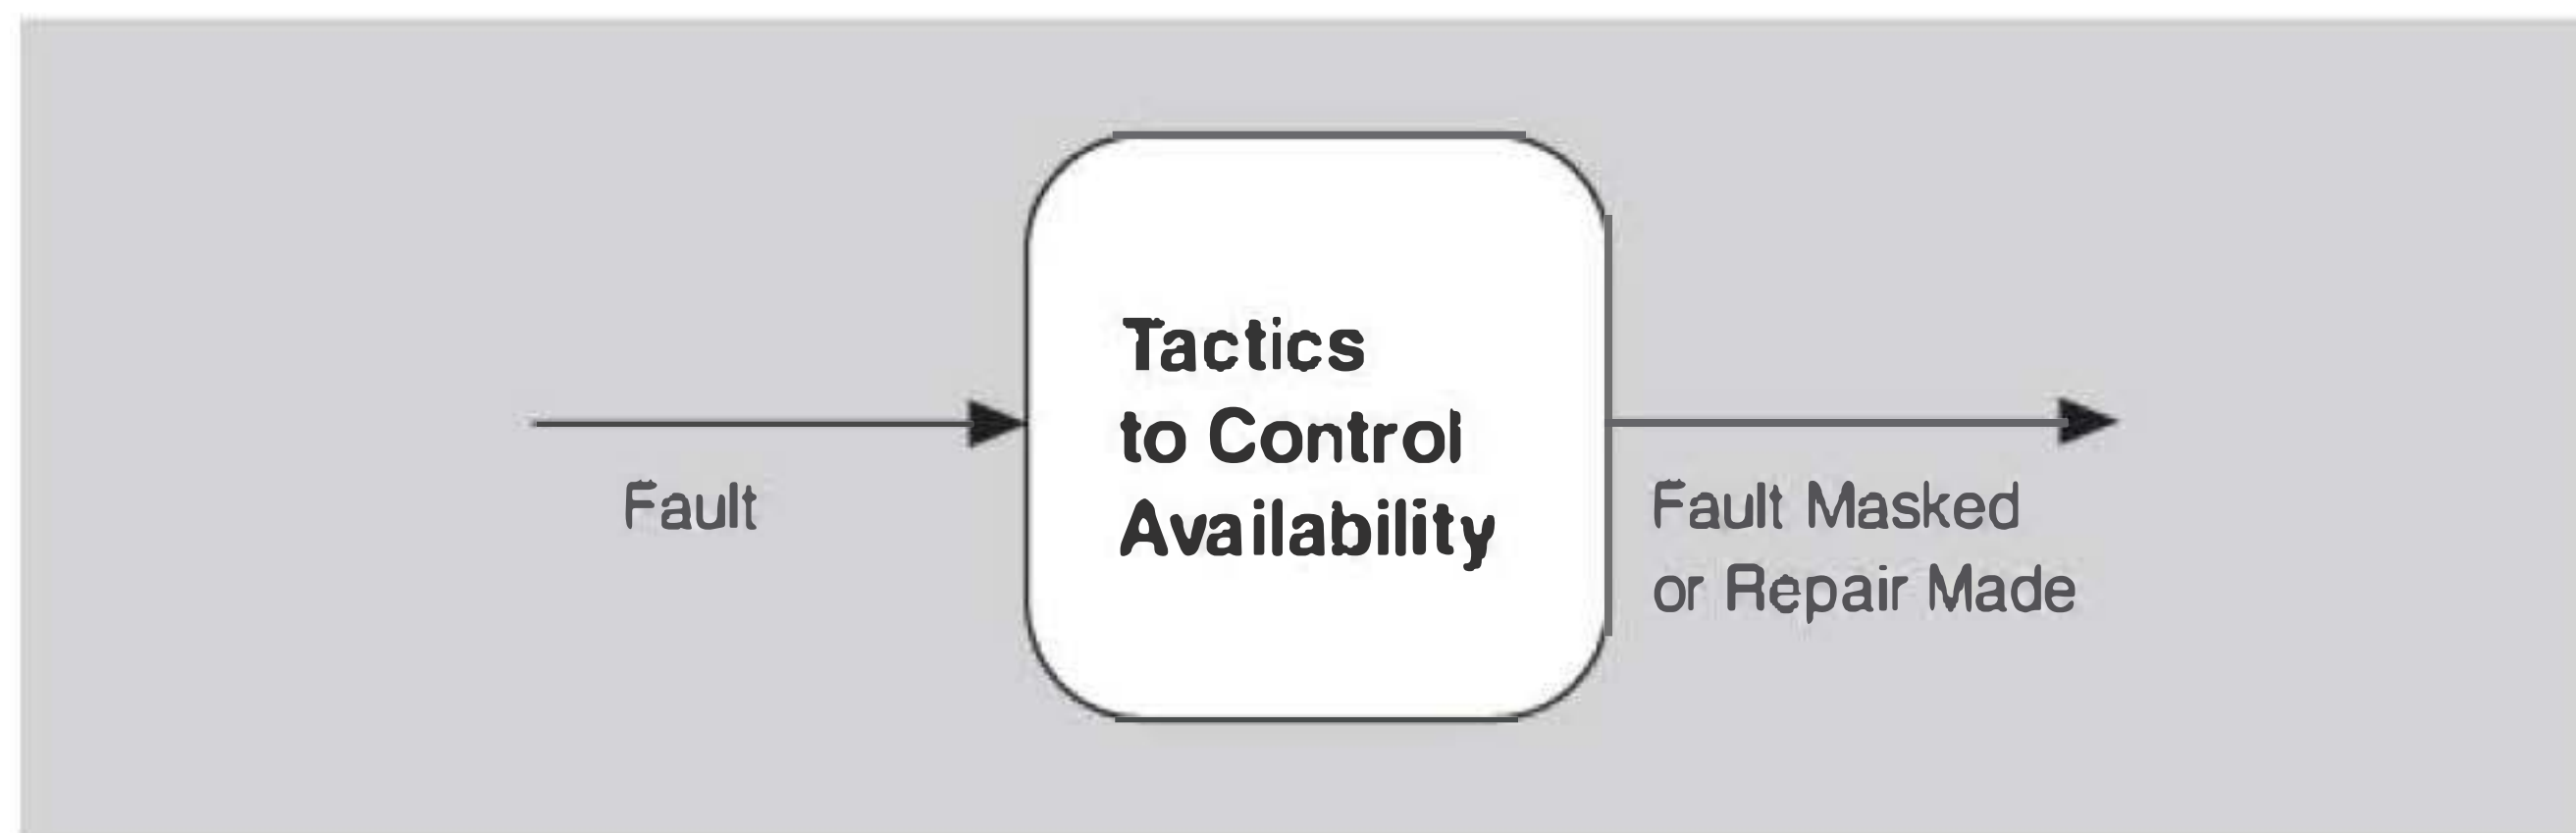 Tactics
to Control
Availability
Fault
Fault Masked
or Repair Made